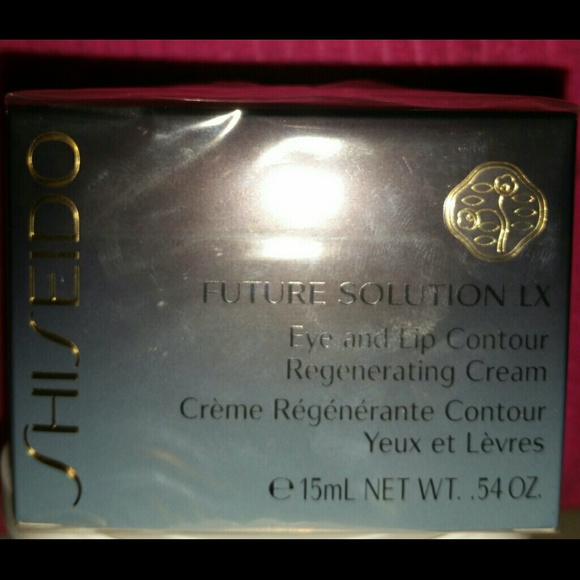 SHISEIDO
FUTURE SOLUTION LX
Eye and Lip Contour
Regenerating Cream
Crème Régénérante Contour
Yeux et Lèvres
℮15mL NET WT. .54 OZ.